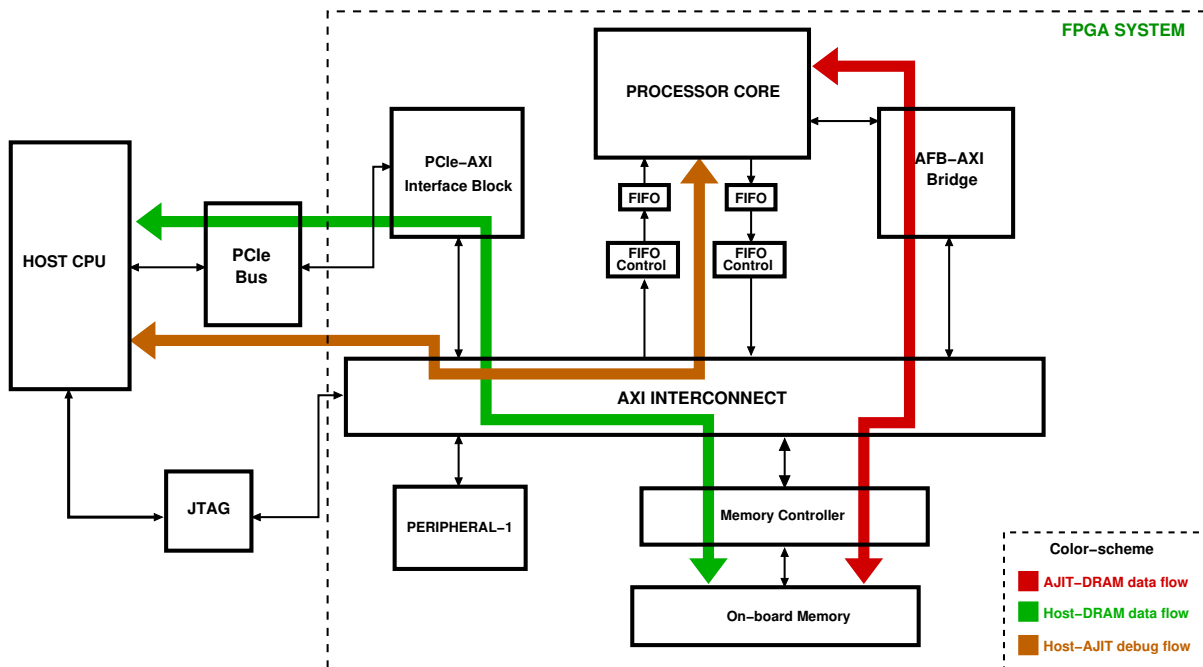 FPGA SYSTEM
PROCESSOR CORE
PCIe−AXI
Interface Block
AFB−AXI
Bridge
HOST CPU
PCIe
Bus
FIFO
FIFO
FIFO
Control
FIFO
Control
AXI INTERCONNECT
JTAG
PERIPHERAL−1
Memory Controller
On−board Memory
Color−scheme
AJIT−DRAM data flow
Host−DRAM data flow
Host−AJIT debug flow